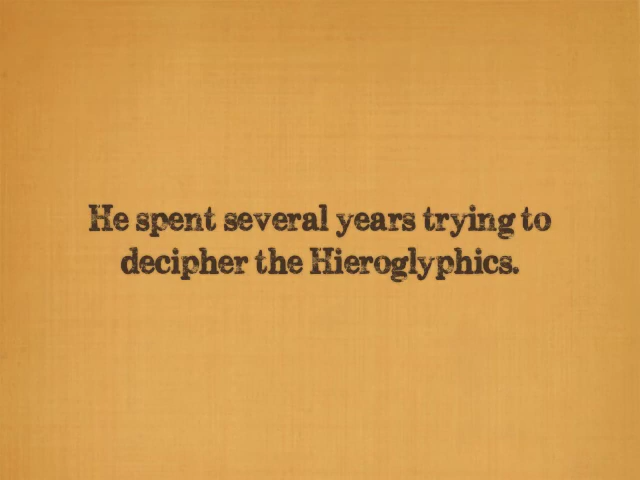 He spent several years trying to
decipher the Hieroglyphics.